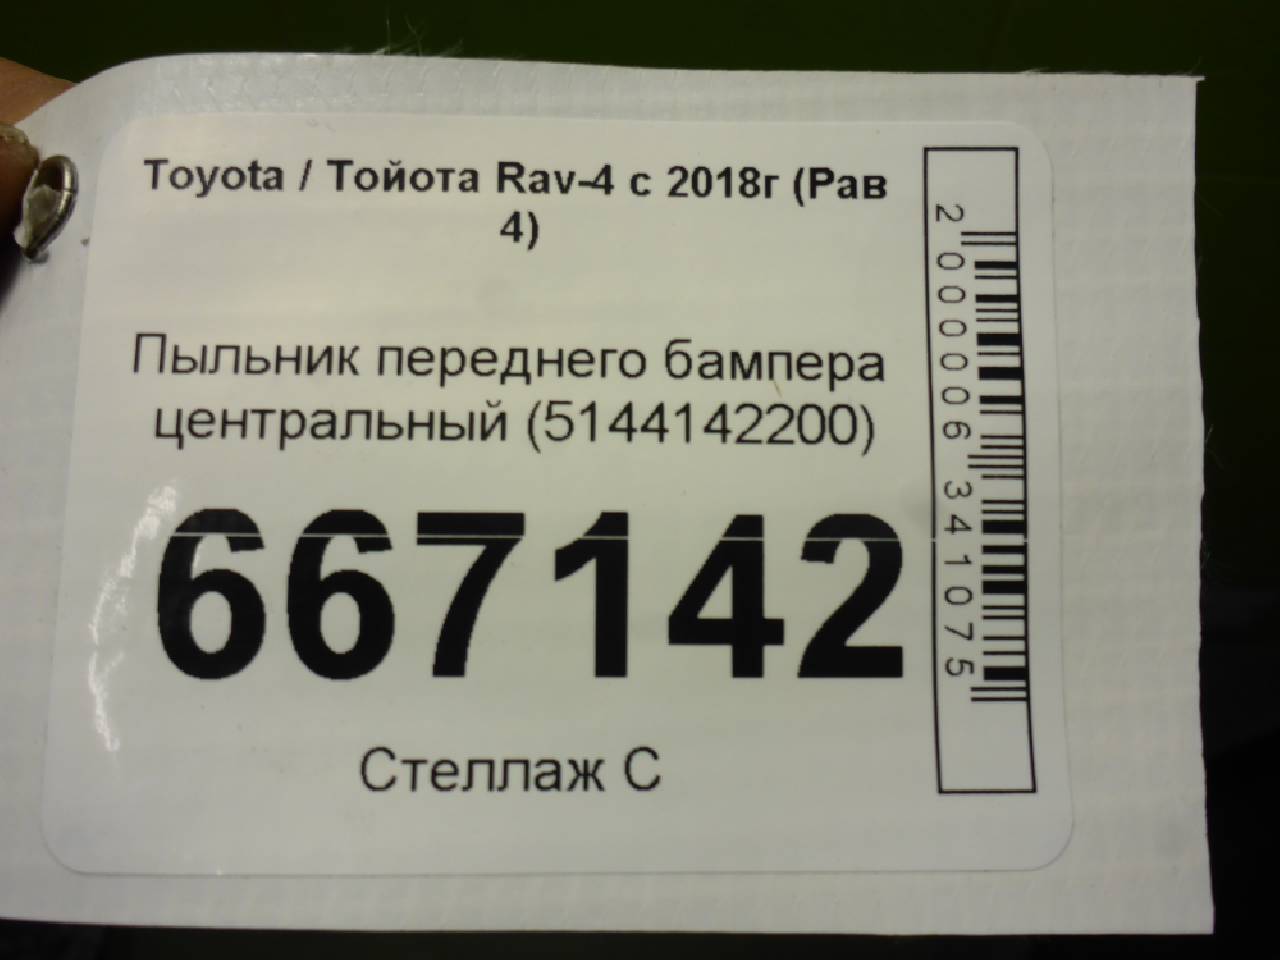 Toyota / Тойота Rav-4 с 2018г (Рав
4)
Пыльник переднего бампера
центральный (5144142200)
667142
Стеллаж С
2000006341075